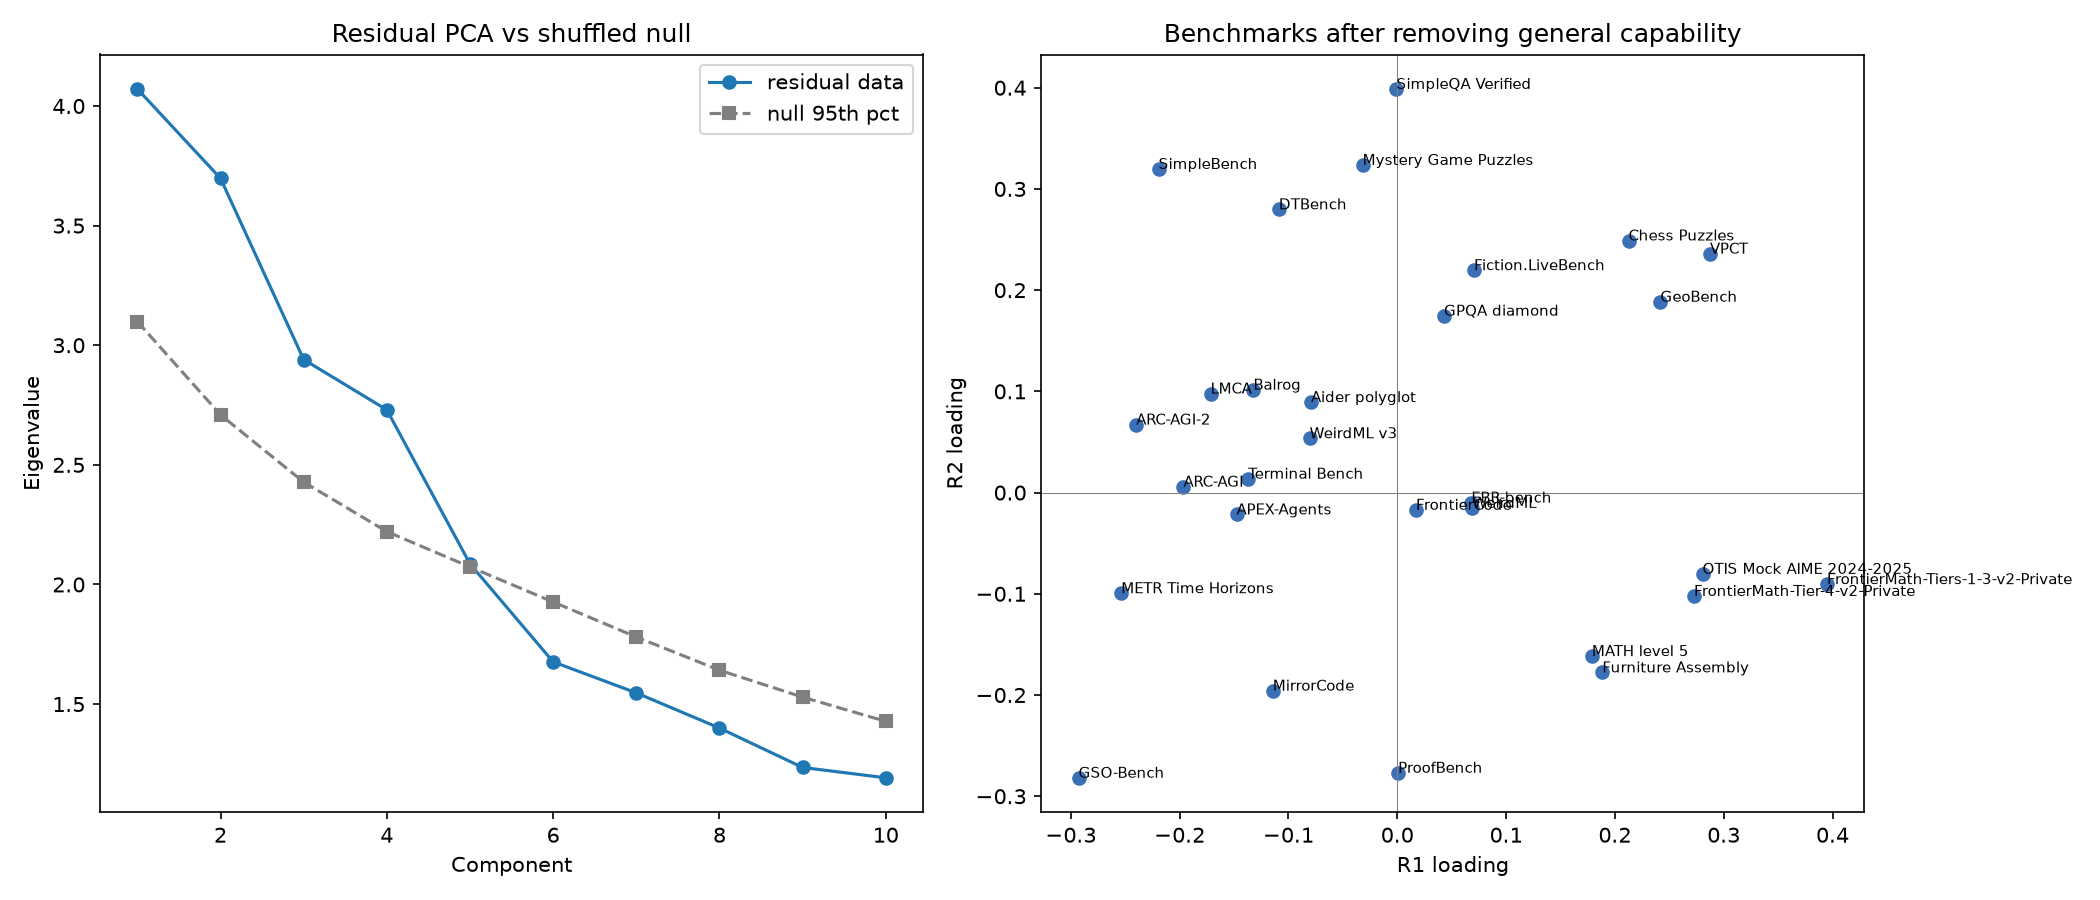 Residual PCA vs shuffled null
residual data
null 95th pct
4.0
3.5
3.0
2.5
2.0
1.5
Eigenvalue
2
4
6
8
10
Component
Benchmarks after removing general capability
SimpleQA Verified
SimpleBench
Mystery Game Puzzles
DTBench
Chess Puzzles
VPCT
Fiction.LiveBench
GeoBench
GPQA diamond
LMCA
Balrog
Aider polyglot
ARC-AGI-2
WeirdML v3
Terminal Bench
ARC-AGI
APEX-Agents
FrontierCode
WeirdML
METR Time Horizons
OTIS Mock AIME 2024-2025
FrontierMath-Tiers-1-3-v2-Private
FrontierMath-Tier-4-v2-Private
MATH level 5
Furniture Assembly
MirrorCode
GSO-Bench
ProofBench
0.4
0.3
0.2
0.1
0.0
−0.1
−0.2
−0.3
R2 loading
−0.3
−0.2
−0.1
0.0
0.1
0.2
0.3
0.4
R1 loading